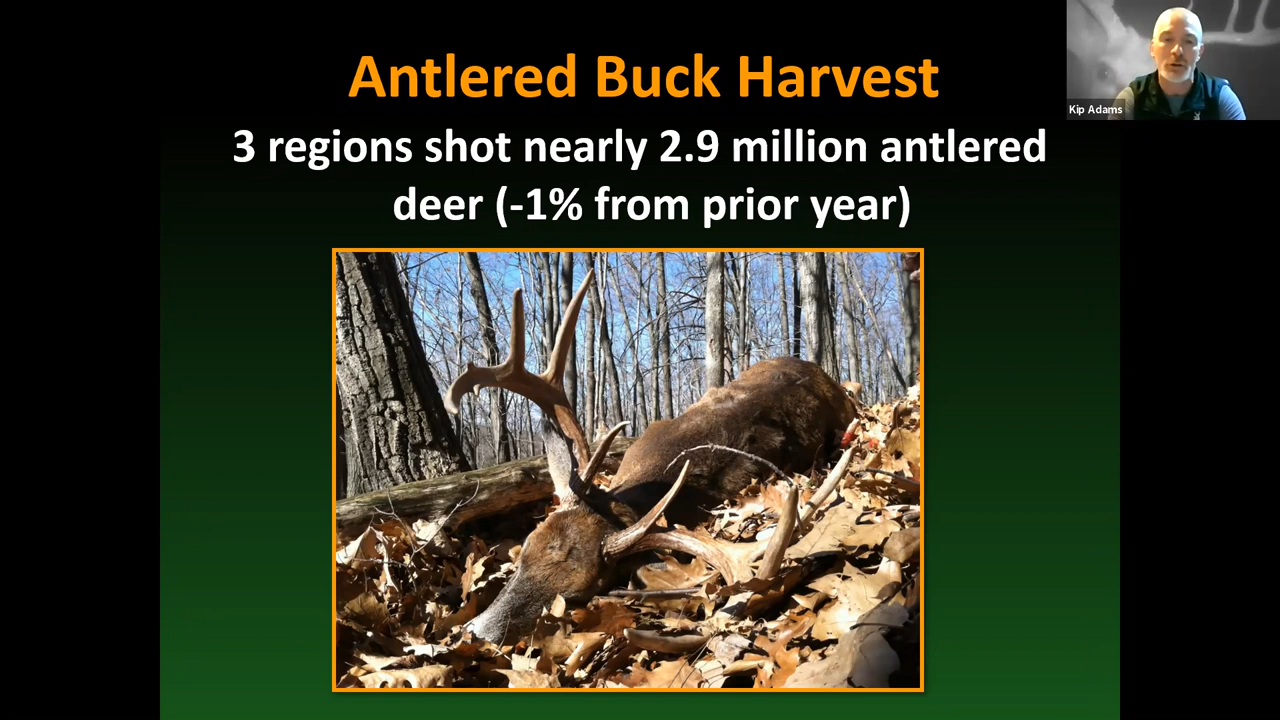 Antlered Buck Harvest
3 regions shot nearly 2.9 million antlered
deer (-1% from prior year)
Kip Adams